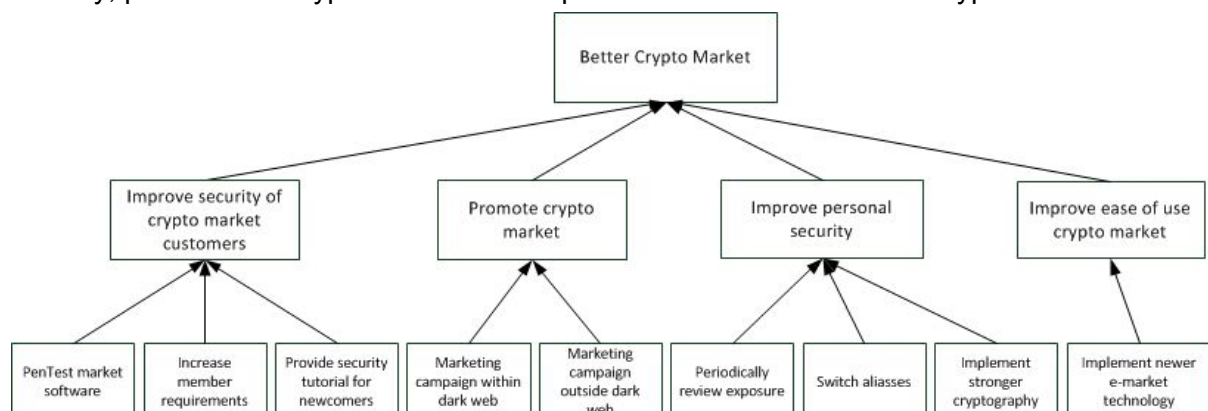 Better Crypto Market
Improve security of
crypto market
customers
Promote crypto
market
Improve personal
security
Improve ease of use
crypto market
PenTest market
software
Increase
member
requirements
Provide security
tutorial for
newcomers
Marketing
campaign within
dark web
Marketing
campaign
outside dark
web
Periodically
review exposure
Switch aliasses
Implement
stronger
cryptography
Implement newer
e-market
technology